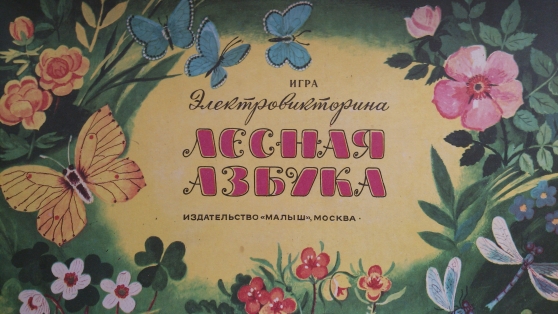 ИГРА
Электровикторина
ЛЕСНАЯ
АЗБУКА
ИЗДАТЕЛЬСТВО «МАЛЫШ», МОСКВА ·